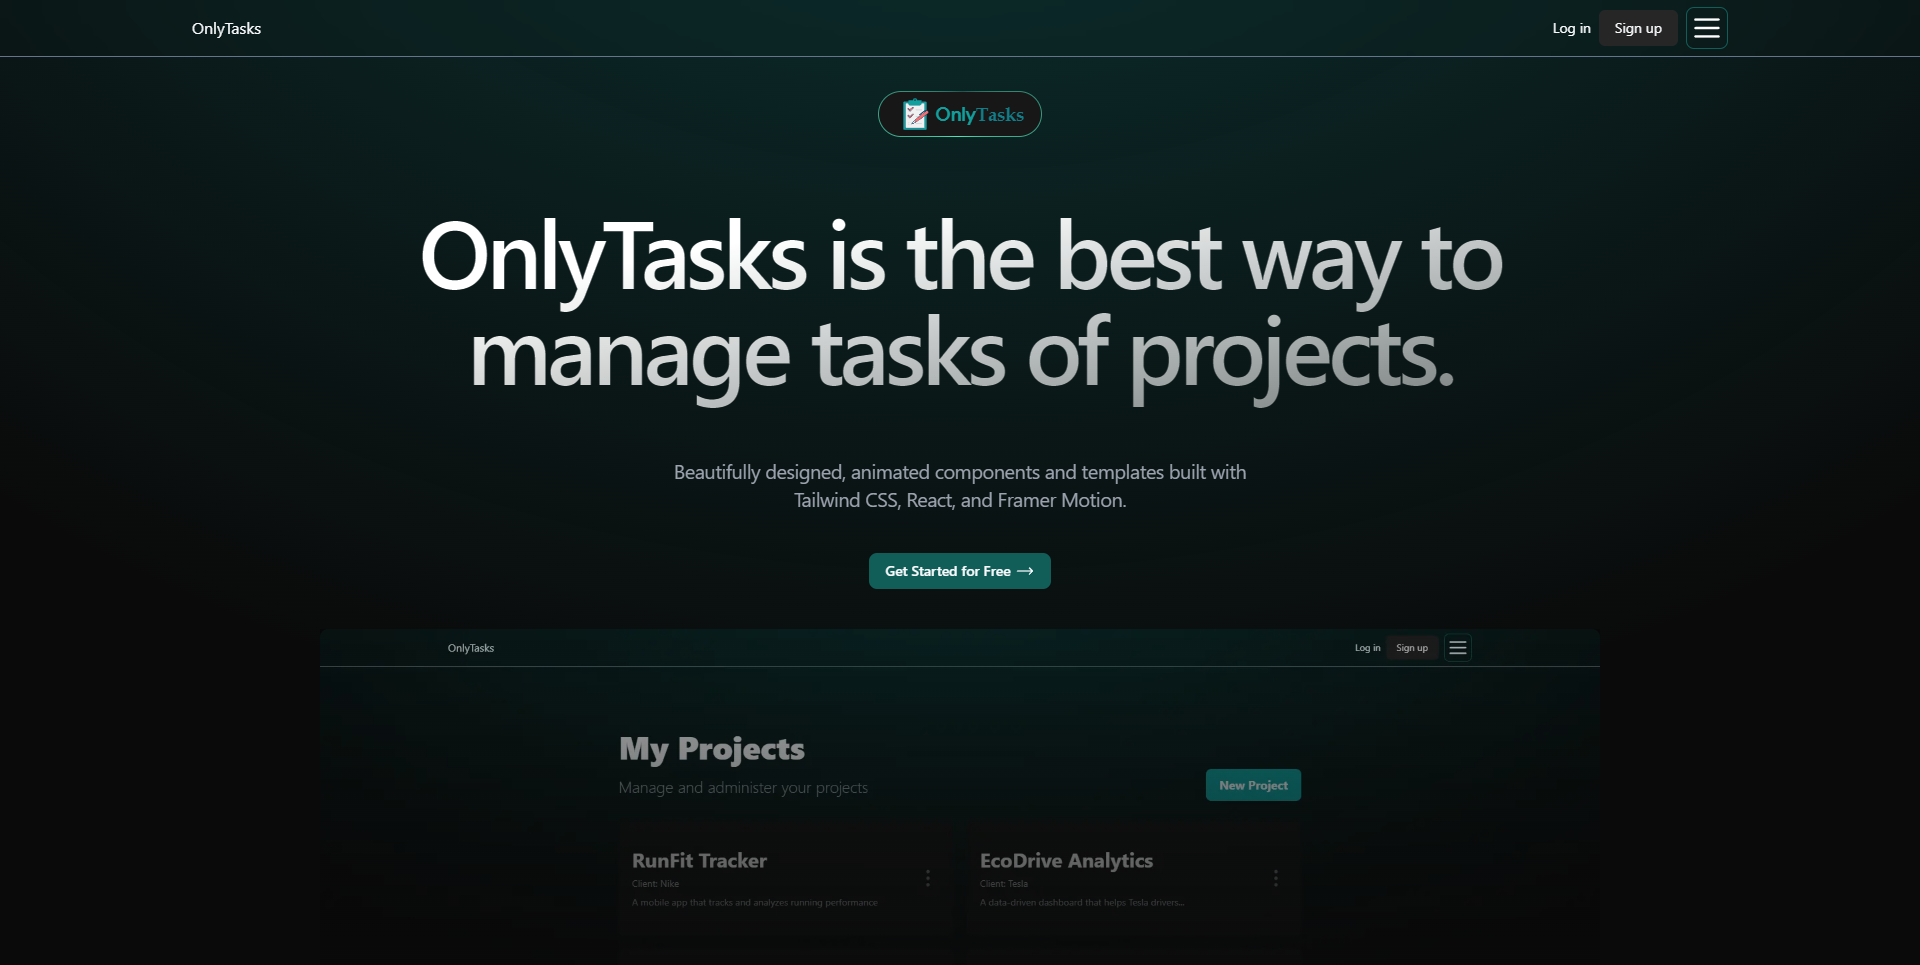 OnlyTasks
Log in
Sign up
OnlyTasks
OnlyTasks is the best way to
manage tasks of projects.
Beautifully designed, animated components and templates built with
Tailwind CSS, React, and Framer Motion.
Get Started for Free →
OnlyTasks
Log in
Sign up
My Projects
Manage and administer your projects
New Project
RunFit Tracker
Client: Nike
A mobile app that tracks and analyzes running performance
EcoDrive Analytics
Client: Tesla
A data-driven dashboard that helps Tesla drivers...